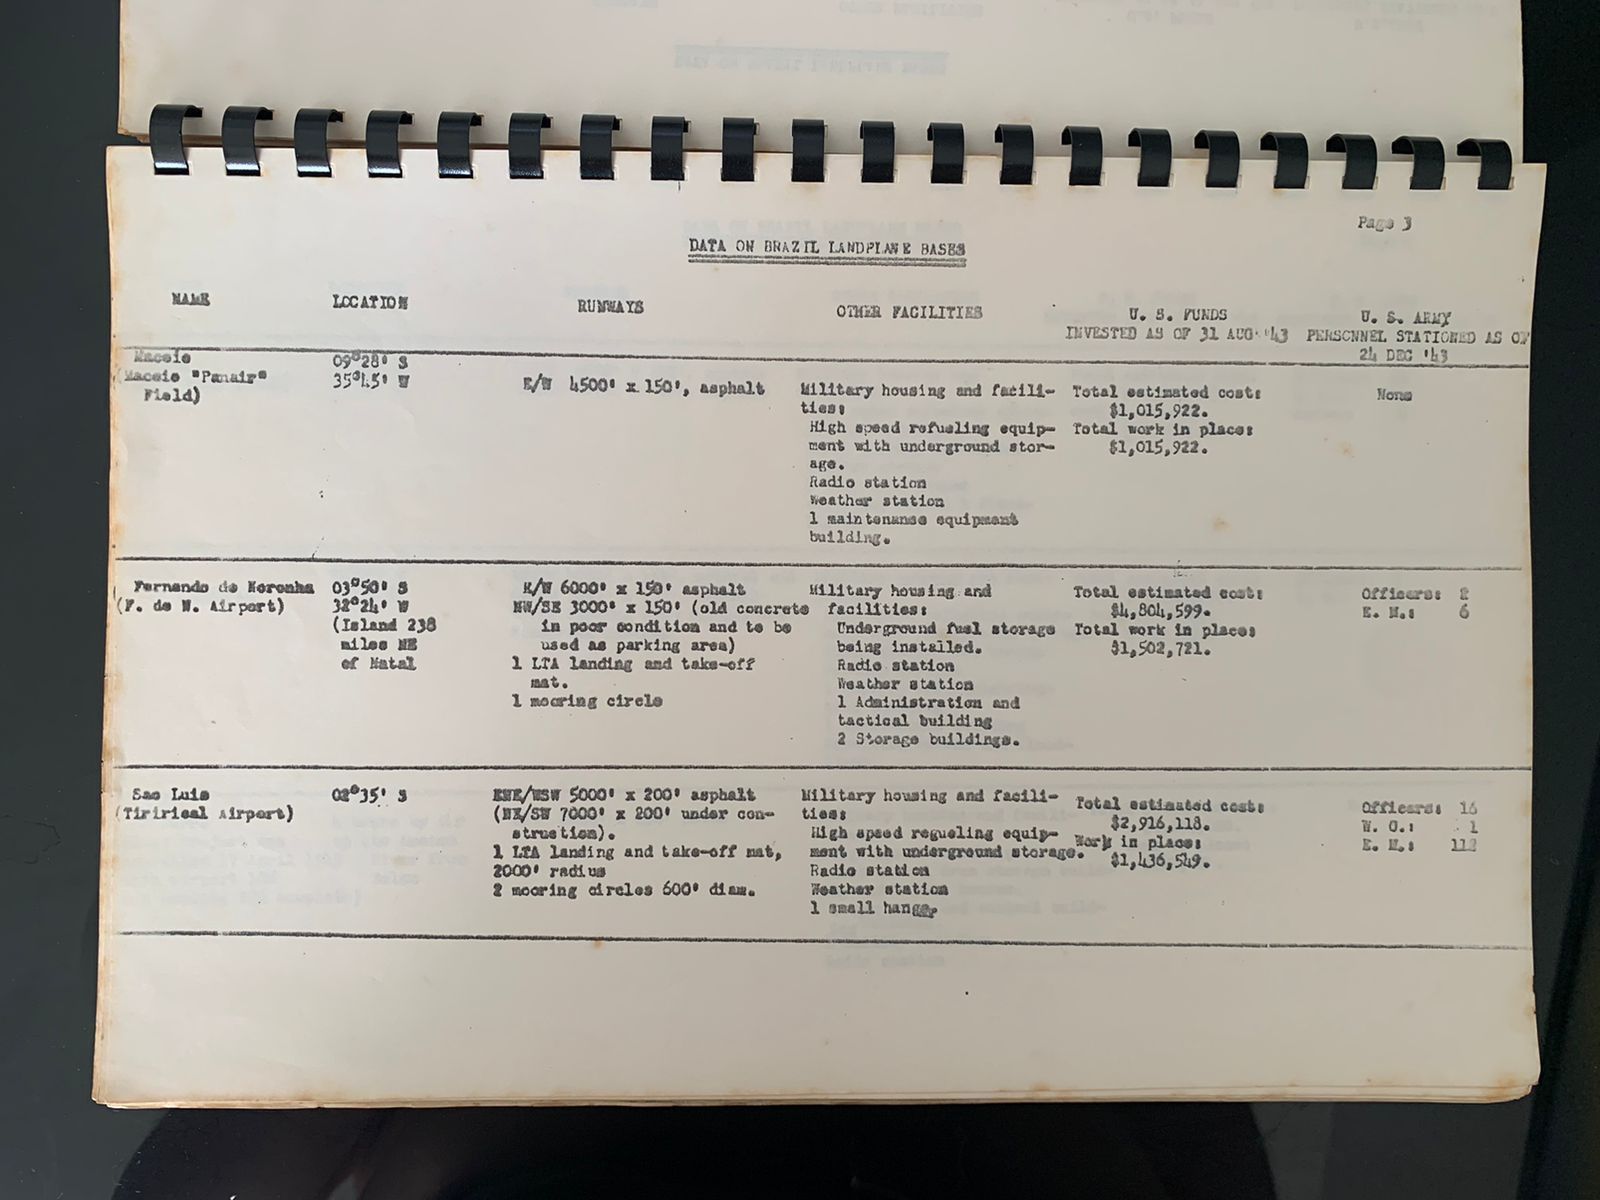 Page 3
DATA ON BRAZIL LANDPLANE BASES
NAME
LOCATION
RUNWAYS
OTHER FACILITIES
U. S. FUNDS
INVESTED AS OF 31 AUG '43
U. S. ARMY
PERSONNEL STATIONED AS OF
24 DEC '43
Maceio
(Maceio "Panair"
Field)
09°28' S
35°45' W
E/W 4500' x 150', asphalt
Military housing and facili-
ties:
High speed refueling equip-
ment with underground stor-
age.
Radio station
Weather station
1 maintenanse equipment
building.
Total estimated cost:
$1,015,922.
Total work in place:
$1,015,922.
None
Fernando de Noronha
(F. de N. Airport)
03°50' S
32°24' W
(Island 238
miles NE
of Natal
E/W 6000' x 150' asphalt
NW/SE 3000' x 150' (old concrete
in poor condition and to be
used as parking area)
1 LTA landing and take-off
mat.
1 mooring circle
Military housing and
facilities:
Underground fuel storage
being installed.
Radio station
Weather station
1 Administration and
tactical building
2 Storage buildings.
Total estimated cost:
$4,804,599.
Total work in place:
$1,502,721.
Officers: 2
E. M.: 6
Sao Luis
(Tirirical Airport)
02°35' S
ENE/WSW 5000' x 200' asphalt
(NE/SW 7000' x 200' under con-
struction).
1 LTA landing and take-off mat,
2000' radius
2 mooring circles 600' diam.
Military housing and facili-
ties:
High speed regueling equip-
ment with underground storage.
Radio station
Weather station
1 small hangar
Total estimated cost:
$2,916,118.
Work in place:
$1,436,549.
Officers: 16
W. O.: 1
E. M.: 112